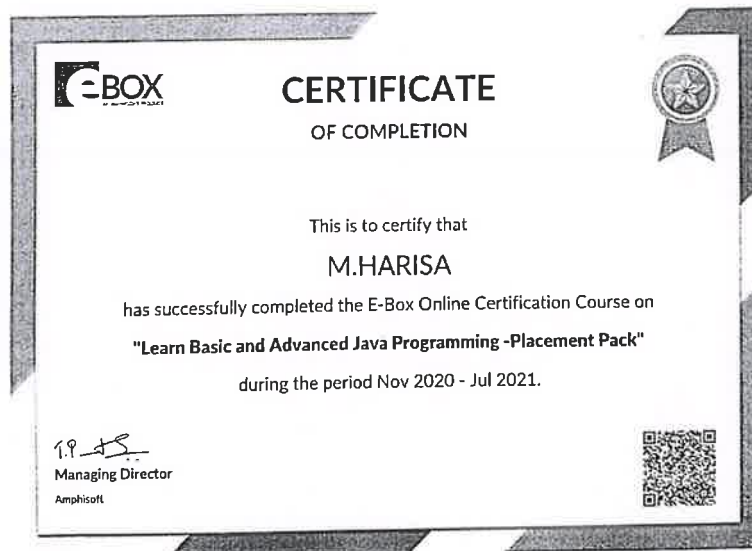 e-BOX
CERTIFICATE
OF COMPLETION
This is to certify that
M.HARISA
has successfully completed the E-Box Online Certification Course on
"Learn Basic and Advanced Java Programming -Placement Pack"
during the period Nov 2020 - Jul 2021.
T.P
Managing Director
Amphisoft